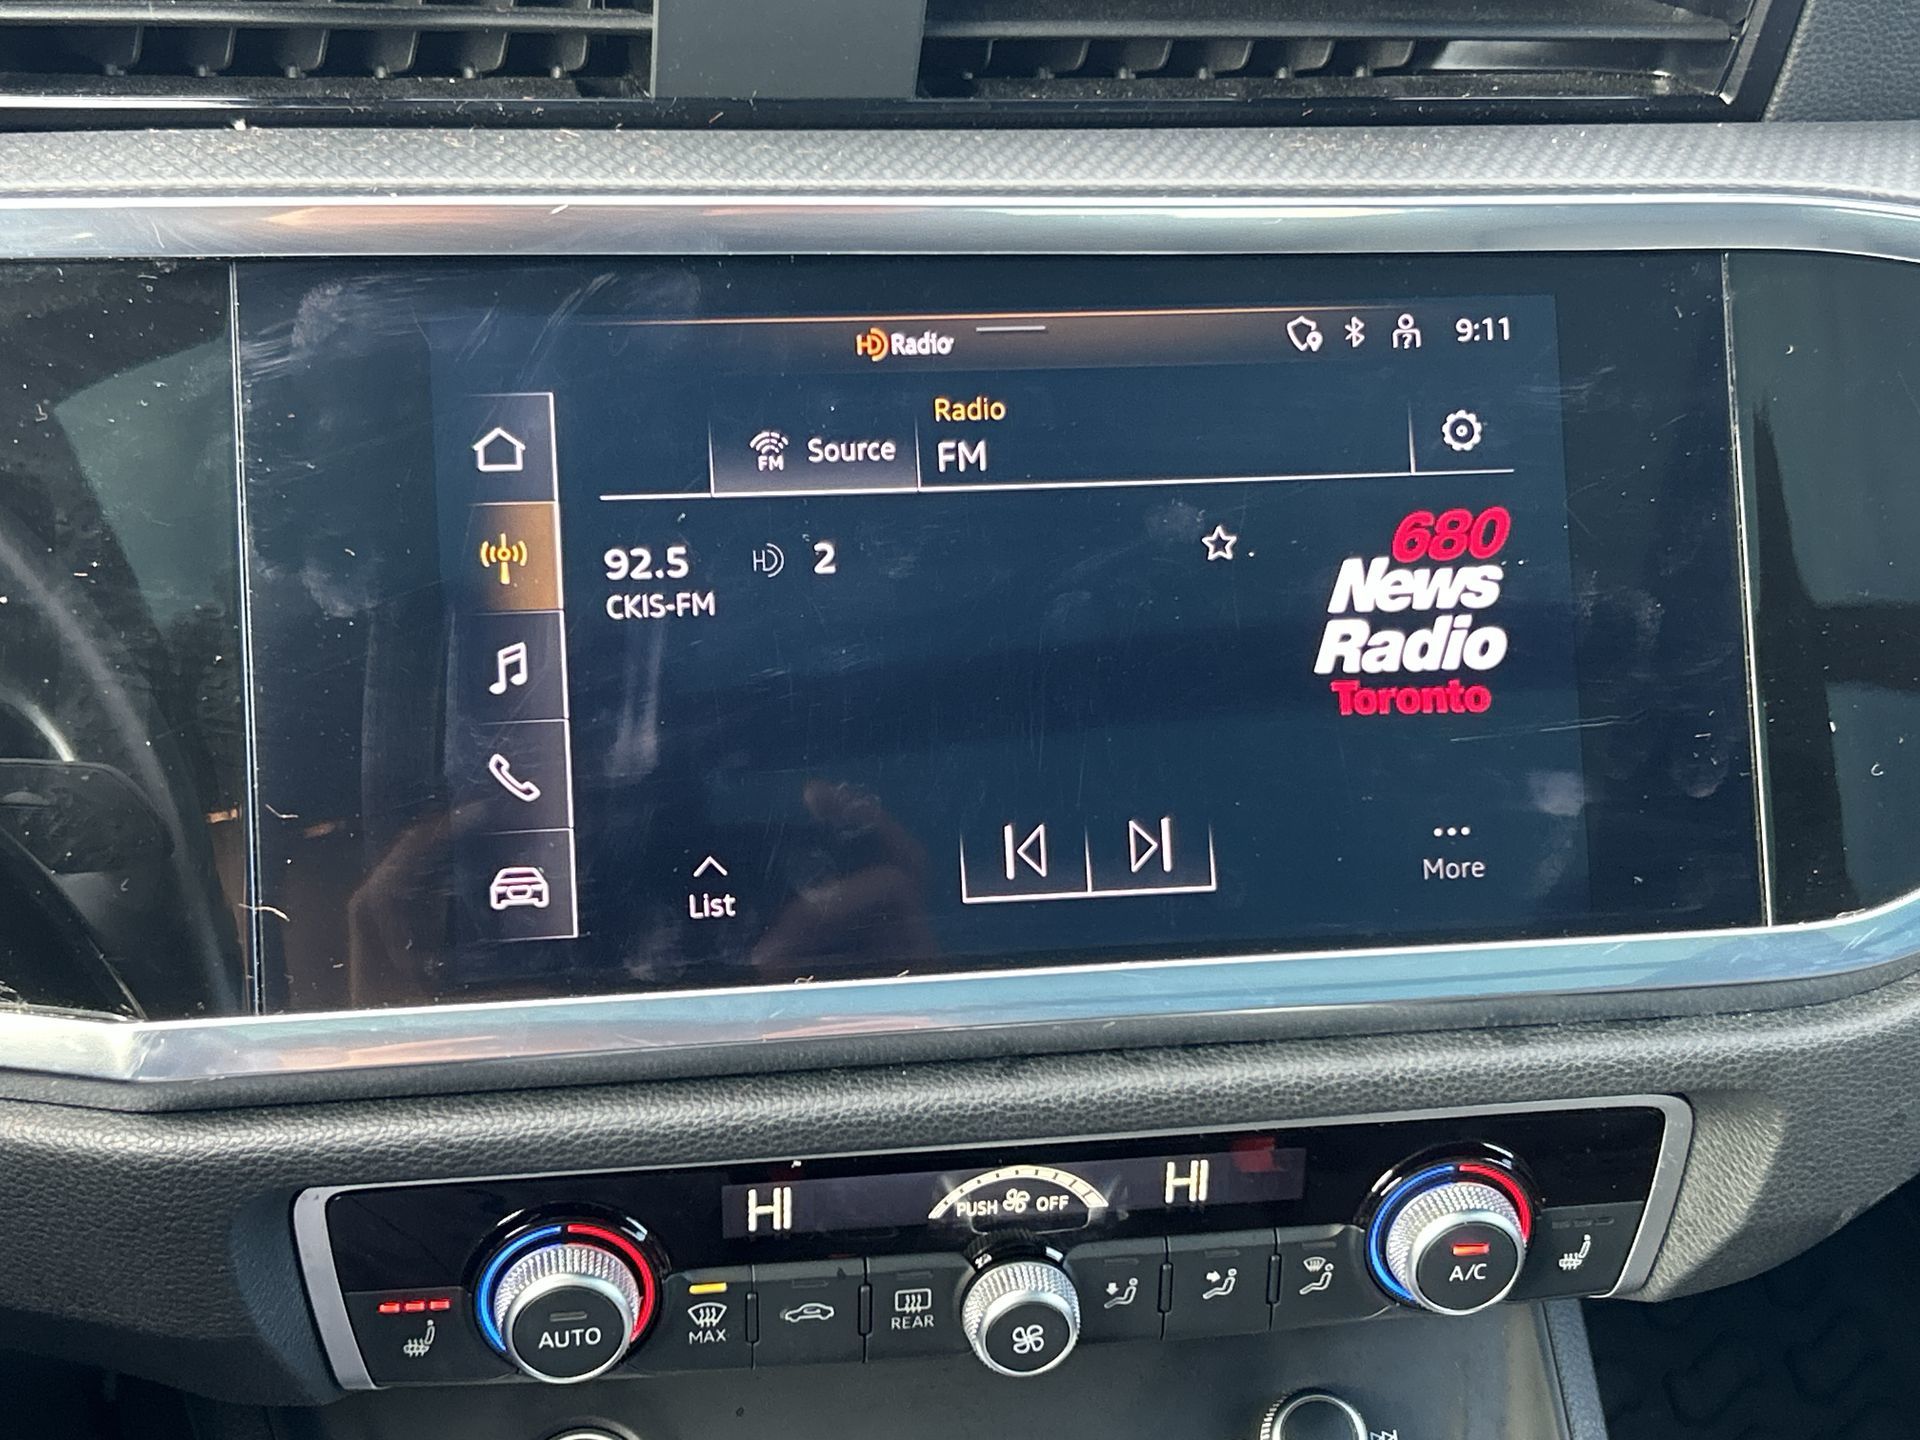 HD Radio
9:11
Radio
FM
Source
FM
92.5 HD 2
CKIS-FM
680
News
Radio
Toronto
List
More
HI
PUSH OFF
HI
AUTO
MAX
REAR
A/C